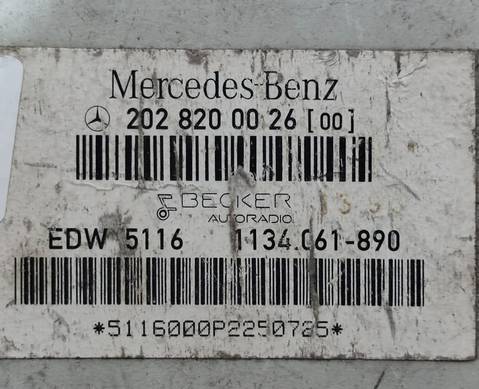 Mercedes-Benz
202 820 00 26 [00]
BECKER
AUTORADIO
EDW 5116 1134.061-890
*5116000P2250725*